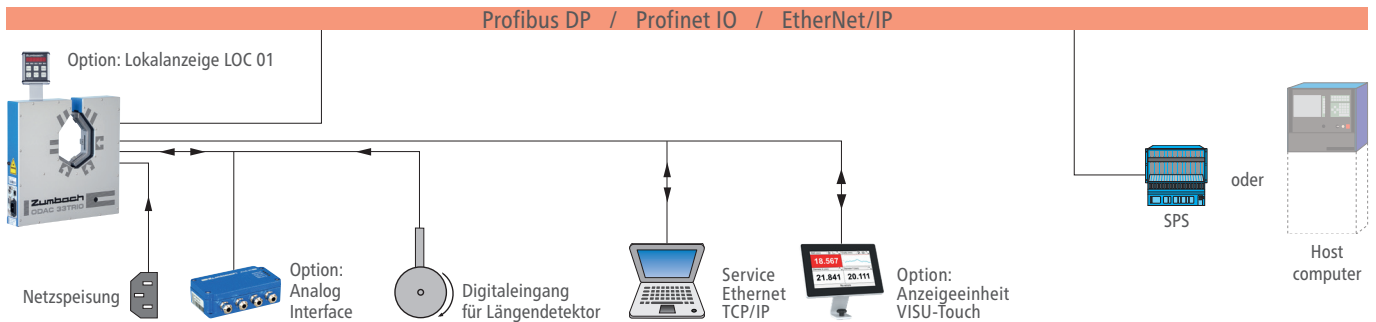 Profibus DP / Profinet IO / EtherNet/IP
Option: Lokalanzeige LOC 01
Zumbach
ODAC 33TRIO
Netzspeisung
Option:
Analog
Interface
Digitaleingang
für Längendetektor
Service
Ethernet
TCP/IP
18.567
21.841 20.111
Option:
Anzeigeeinheit
VISU-Touch
SPS
oder
Host
computer